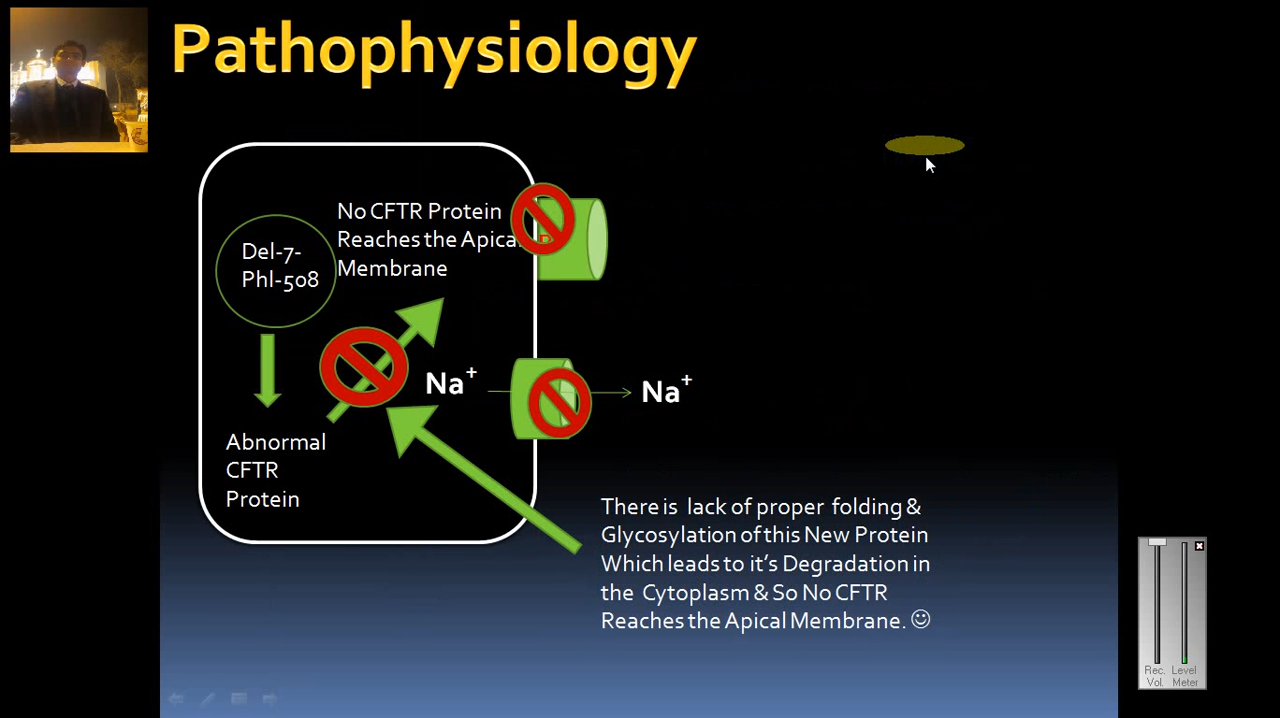 Pathophysiology
No CFTR Protein
Reaches the Apica
Membrane
Del-7-
Phl-508
Na+
Na+
Abnormal
CFTR
Protein
There is lack of proper folding &
Glycosylation of this New Protein
Which leads to it's Degradation in
the Cytoplasm & So No CFTR
Reaches the Apical Membrane. ☺
Rec. Level
Vol. Meter